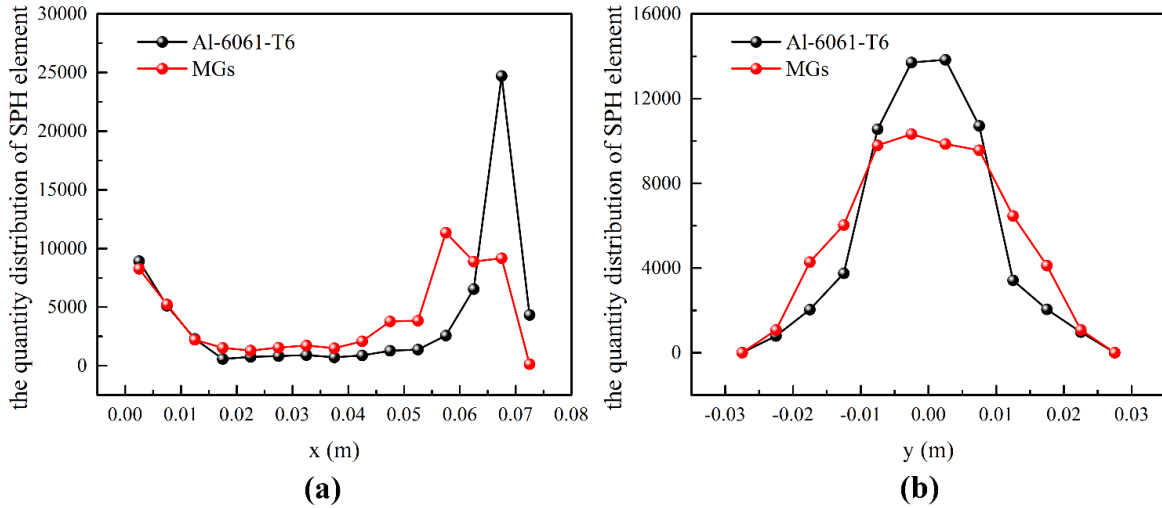 the quantity distribution of SPH element
30000
25000
20000
15000
10000
5000
0
Al-6061-T6
MGs
0.00 0.01 0.02 0.03 0.04 0.05 0.06 0.07 0.08
x (m)
(a)
the quantity distribution of SPH element
16000
12000
8000
4000
0
Al-6061-T6
MGs
-0.03 -0.02 -0.01 0.00 0.01 0.02 0.03
y (m)
(b)